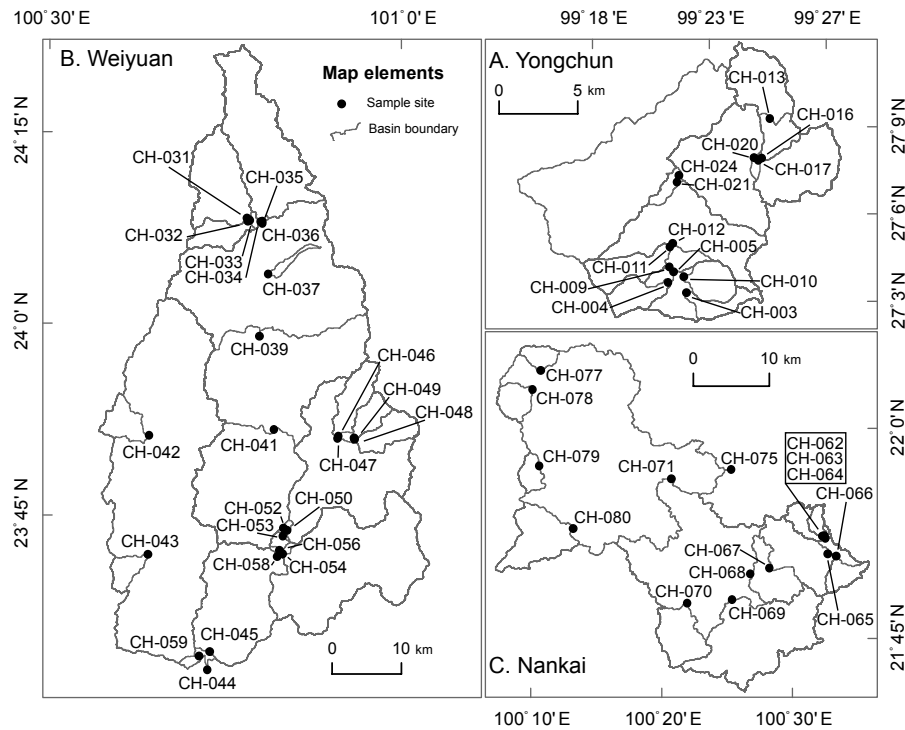 100°30' E
101°0' E
99°18' E
99°23' E
99°27' E
B. Weiyuan
Map elements
Sample site
Basin boundary
24°15' N
24°0' N
23°45' N
CH-031
CH-035
CH-032
CH-036
CH-033
CH-034
CH-037
CH-039
CH-046
CH-049
CH-048
CH-042
CH-041
CH-047
CH-052
CH-050
CH-053
CH-043
CH-056
CH-058
CH-054
CH-059
CH-045
CH-044
0 10 km
A. Yongchun
0 5 km
CH-013
CH-016
CH-020
CH-017
CH-024
CH-021
CH-012
CH-005
CH-011
CH-009
CH-010
CH-004
CH-003
27°9' N
27°6' N
27°3' N
0 10 km
CH-077
CH-078
CH-079
CH-071
CH-075
CH-062
CH-063
CH-064
CH-066
CH-080
CH-067
CH-068
CH-070
CH-069
CH-065
C. Nankai
22°0' N
21°45' N
100°10' E
100°20' E
100°30' E